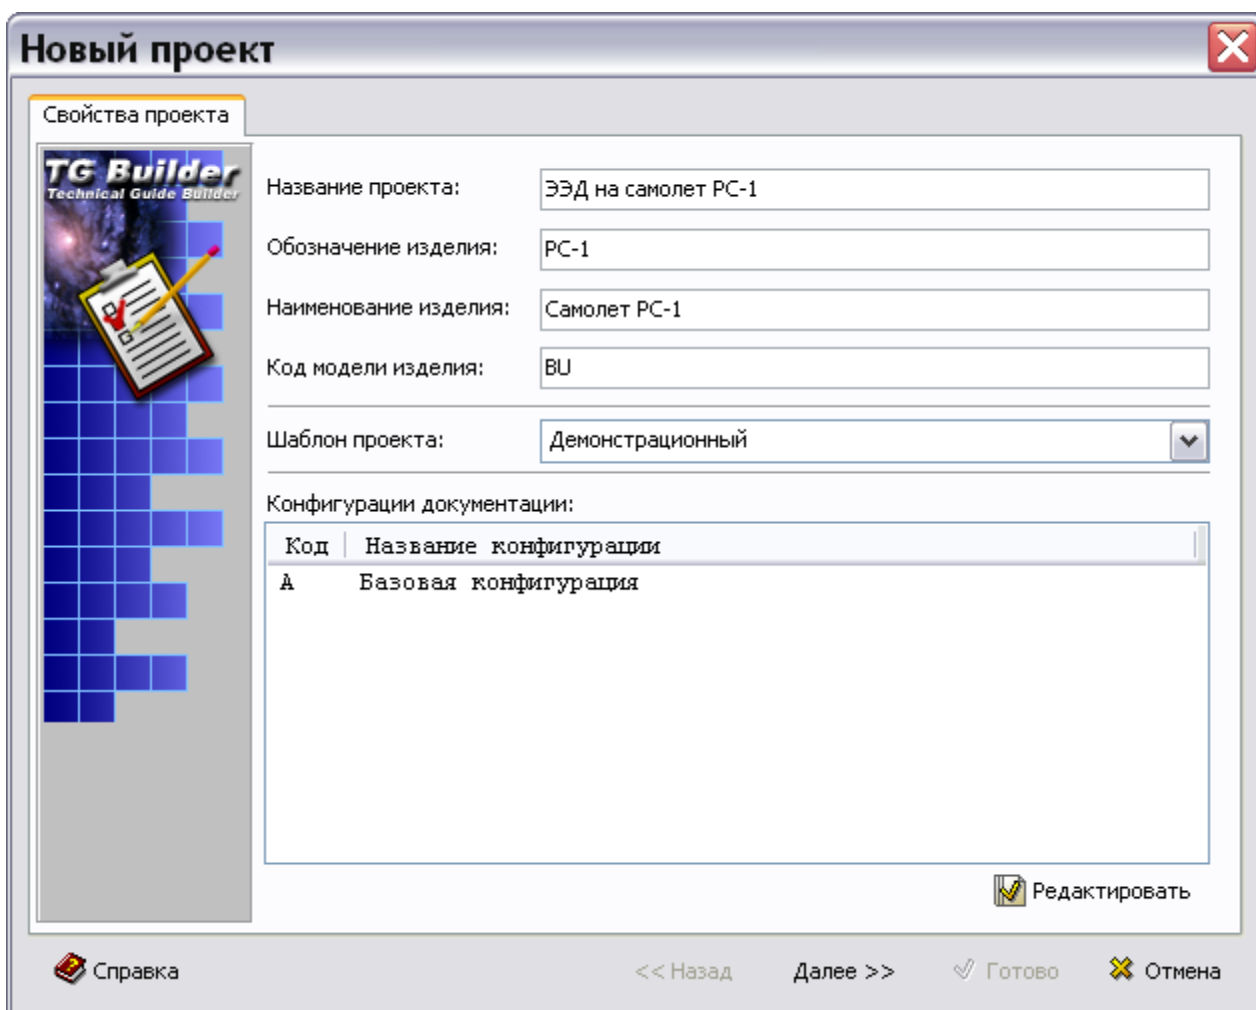 Новый проект
Свойства проекта
TG Builder
Technical Guide Builder
Название проекта: ЭЭД на самолет РС-1
Обозначение изделия: РС-1
Наименование изделия: Самолет РС-1
Код модели изделия: BU
Шаблон проекта: Демонстрационный
Конфигурации документации:
Код Название конфигурации
А Базовая конфигурация
Редактировать
Справка << Назад Далее >> Готово Отмена